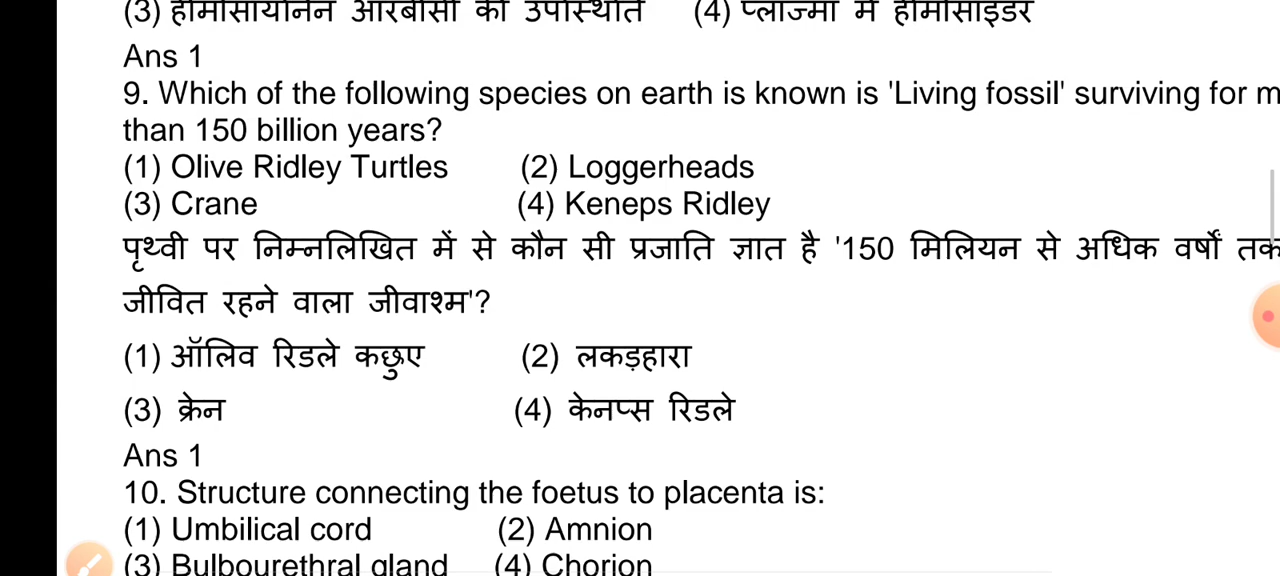 (3) हीमोसायोनिन आरबीसी की उपस्थिति (4) प्लाज्मा में हीमोसाइडर
Ans 1
9. Which of the following species on earth is known is 'Living fossil' surviving for m
than 150 billion years?
(1) Olive Ridley Turtles (2) Loggerheads
(3) Crane (4) Keneps Ridley
पृथ्वी पर निम्नलिखित में से कौन सी प्रजाति ज्ञात है '150 मिलियन से अधिक वर्षों तक
जीवित रहने वाला जीवाश्म'?
(1) ऑलिव रिडले कछुए (2) लकड़हारा
(3) क्रेन (4) केनप्स रिडले
Ans 1
10. Structure connecting the foetus to placenta is:
(1) Umbilical cord (2) Amnion
(3) Bulbourethral gland (4) Chorion